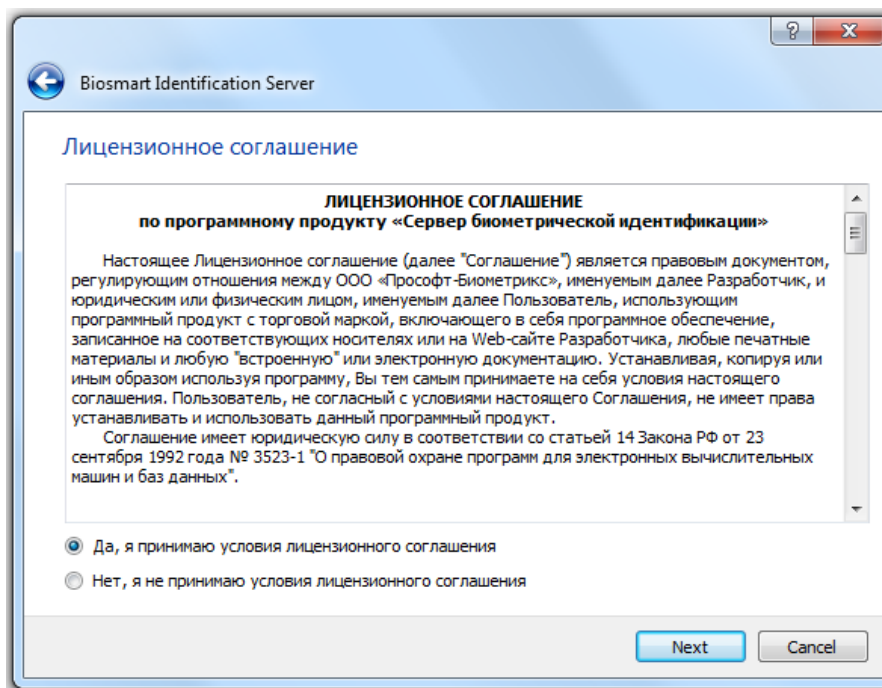 ?
X
Biosmart Identification Server
Лицензионное соглашение
ЛИЦЕНЗИОННОЕ СОГЛАШЕНИЕ
по программному продукту «Сервер биометрической идентификации»
Настоящее Лицензионное соглашение (далее "Соглашение") является правовым документом,
регулирующим отношения между ООО «Прософт-Биометрикс», именуемым далее Разработчик, и
юридическим или физическим лицом, именуемым далее Пользователь, использующим
программный продукт с торговой маркой, включающего в себя программное обеспечение,
записанное на соответствующих носителях или на Web-сайте Разработчика, любые печатные
материалы и любую "встроенную" или электронную документацию. Устанавливая, копируя или
иным образом используя программу, Вы тем самым принимаете на себя условия настоящего
соглашения. Пользователь, не согласный с условиями настоящего Соглашения, не имеет права
устанавливать и использовать данный программный продукт.
Соглашение имеет юридическую силу в соответствии со статьей 14 Закона РФ от 23
сентября 1992 года № 3523-1 "О правовой охране программ для электронных вычислительных
машин и баз данных".
Да, я принимаю условия лицензионного соглашения
Нет, я не принимаю условия лицензионного соглашения
Next
Cancel